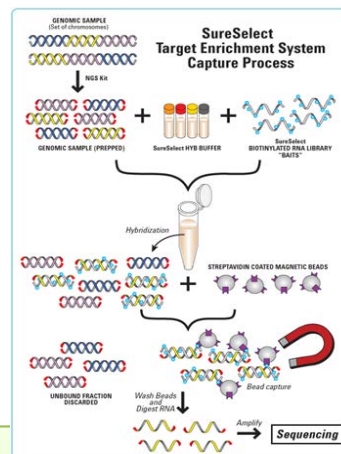 SureSelect
Target Enrichment System
Capture Process
GENOMIC SAMPLE
(Set of chromosomes)
NGS Kit
GENOMIC SAMPLE (PREPPED)
SureSelect HYB BUFFER
SureSelect
BIOTINYLATED RNA LIBRARY
"BAITS"
Hybridization
STREPTAVIDIN COATED MAGNETIC BEADS
UNBOUND FRACTION
DISCARDED
Bead capture
Wash Beads
and
Digest RNA
Amplify
Sequencing